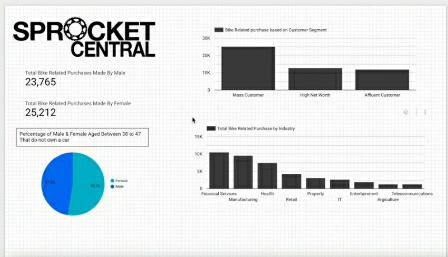 SPROCKET
CENTRAL
Total Bike Related Purchases Made By Male
23,765
Total Bike Related Purchases Made By Female
25,212
Percentage of Male & Female Aged Between 38 to 47
That do not own a car
Female
Male
Bike Related purchase based on Customer Segment
30K
20K
10K
0
Mass Customer
High Net Worth
Affluent Customer
Total Bike Related Purchase by Industry
15K
10K
5K
0
Financial Services
Manufacturing
Health
Retail
Property
IT
Entertainment
Argiculture
Telecommunications